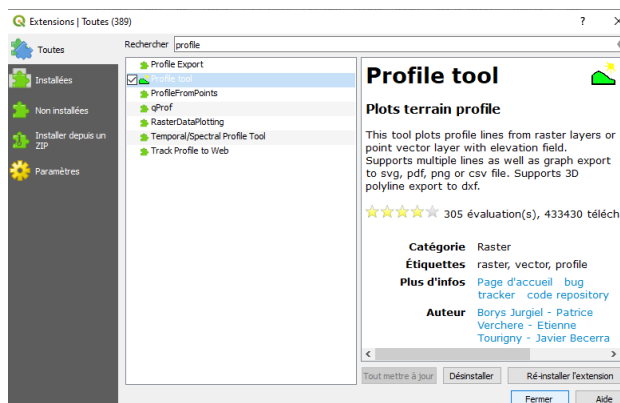 Extensions | Toutes (389)
?
Toutes
Installées
Non installées
Installer depuis un
ZIP
Paramètres
Rechercher profile
Profile Export
Profile tool
ProfileFromPoints
qProf
RasterDataPlotting
Temporal/Spectral Profile Tool
Track Profile to Web
Profile tool
Plots terrain profile
This tool plots profile lines from raster layers or
point vector layer with elevation field.
Supports multiple lines as well as graph export
to svg, pdf, png or csv file. Supports 3D
polyline export to dxf.
305 évaluation(s), 433430 téléch
Catégorie Raster
Étiquettes raster, vector, profile
Plus d'infos Page d'accueil bug
tracker code repository
Auteur Borys Jurgiel - Patrice
Verchere - Etienne
Tourigny - Javier Becerra
Tout mettre à jour Désinstaller Ré-installer l'extension
Fermer Aide